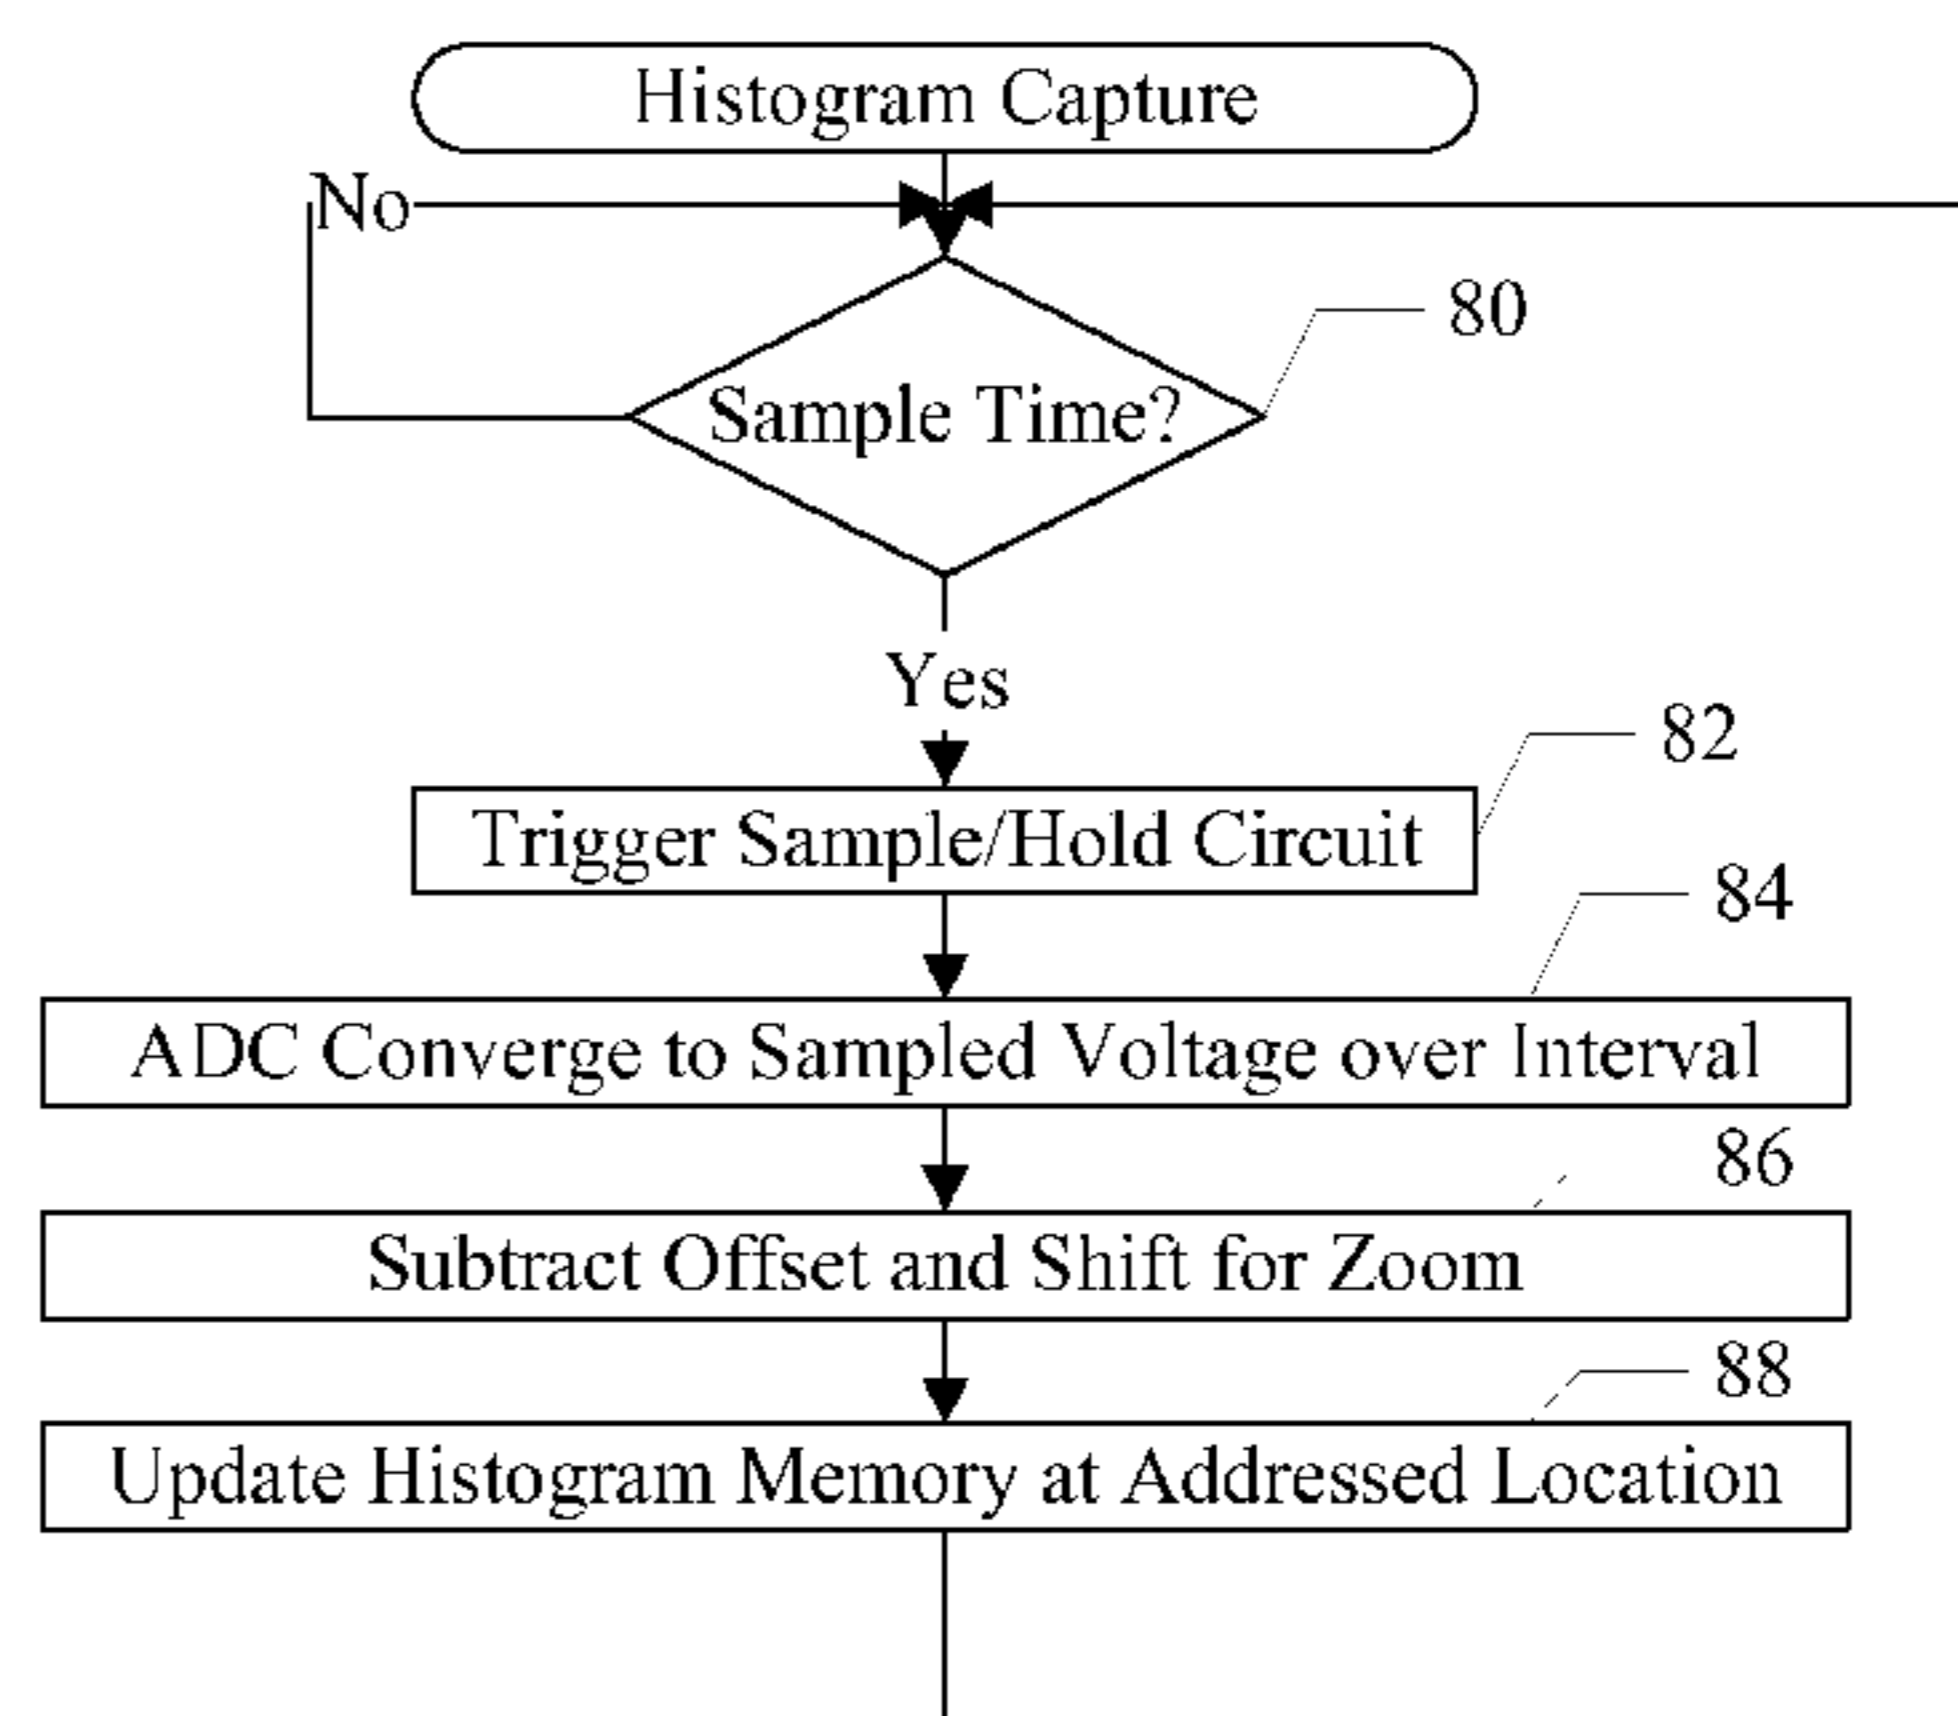 Histogram Capture
No
80
Sample Time?
Yes
82
Trigger Sample/Hold Circuit
84
ADC Converge to Sampled Voltage over Interval
86
Subtract Offset and Shift for Zoom
88
Update Histogram Memory at Addressed Location